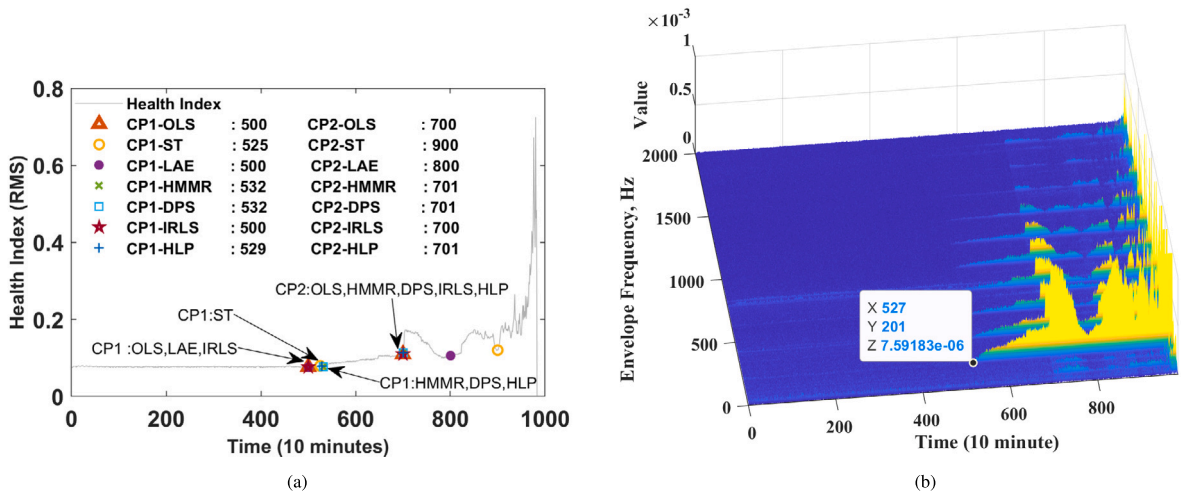 0.8
0.6
0.4
0.2
0
Health Index (RMS)
Health Index
CP1-OLS : 500 CP2-OLS : 700
CP1-ST : 525 CP2-ST : 900
CP1-LAE : 500 CP2-LAE : 800
CP1-HMMR : 532 CP2-HMMR : 701
CP1-DPS : 532 CP2-DPS : 701
CP1-IRLS : 500 CP2-IRLS : 700
CP1-HLP : 529 CP2-HLP : 701
CP2:OLS,HMMR,DPS,IRLS,HLP
CP1:ST
CP1 :OLS,LAE,IRLS
CP1:HMMR,DPS,HLP
0 200 400 600 800 1000
Time (10 minutes)
(a)
×10⁻³
1
0.5
0
Value
2000
1500
1000
500
0
Envelope Frequency, Hz
X 527
Y 201
Z 7.59183e-06
0 200 400 600 800
Time (10 minute)
(b)